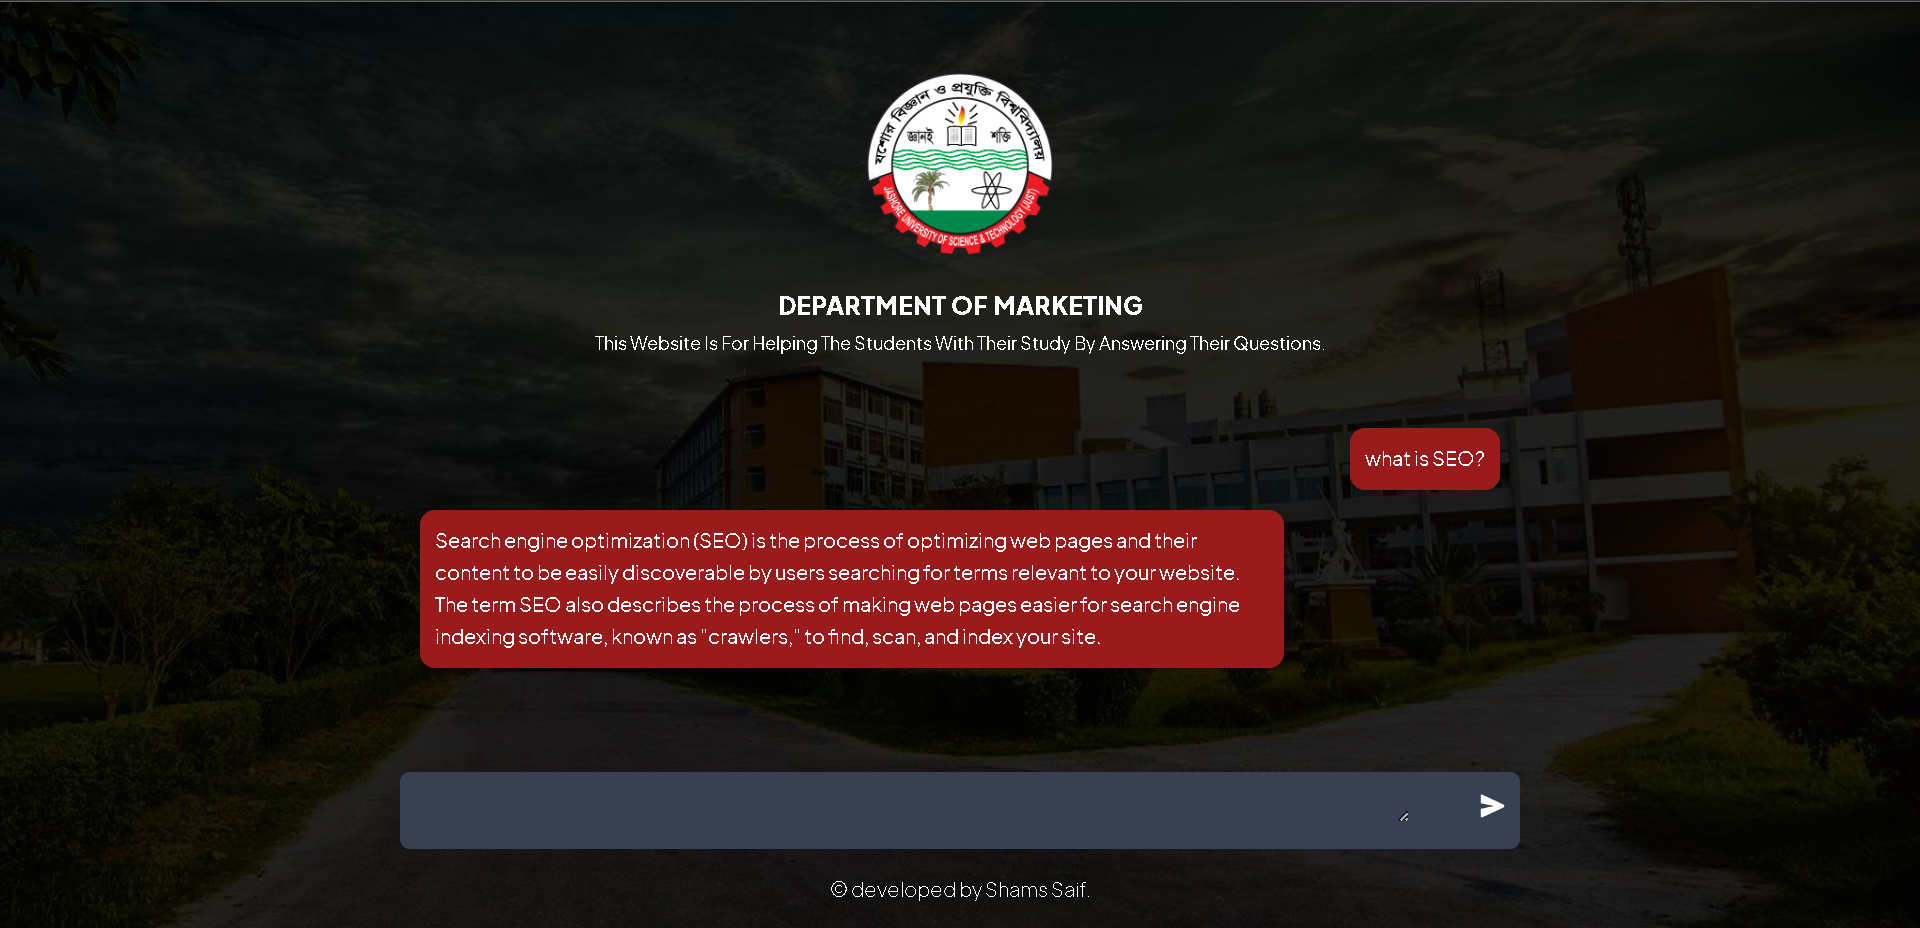 যশোর বিজ্ঞান ও প্রযুক্তি বিশ্ববিদ্যালয়
জ্ঞানই শক্তি
JASHORE UNIVERSITY OF SCIENCE & TECHNOLOGY (JUST)
DEPARTMENT OF MARKETING
This Website Is For Helping The Students With Their Study By Answering Their Questions.
what is SEO?
Search engine optimization (SEO) is the process of optimizing web pages and their
content to be easily discoverable by users searching for terms relevant to your website.
The term SEO also describes the process of making web pages easier for search engine
indexing software, known as "crawlers," to find, scan, and index your site.
© developed by Shams Saif.